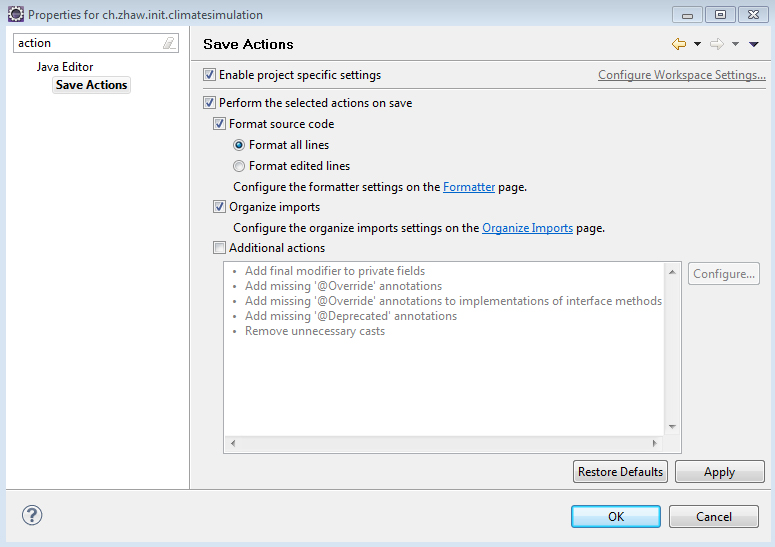 Properties for ch.zhaw.init.climatesimulation
action
Java Editor
Save Actions
Save Actions
Enable project specific settings
Configure Workspace Settings...
Perform the selected actions on save
Format source code
Format all lines
Format edited lines
Configure the formatter settings on the Formatter page.
Organize imports
Configure the organize imports settings on the Organize Imports page.
Additional actions
• Add final modifier to private fields
• Add missing '@Override' annotations
• Add missing '@Override' annotations to implementations of interface methods
• Add missing '@Deprecated' annotations
• Remove unnecessary casts
Configure...
Restore Defaults
Apply
?
OK
Cancel